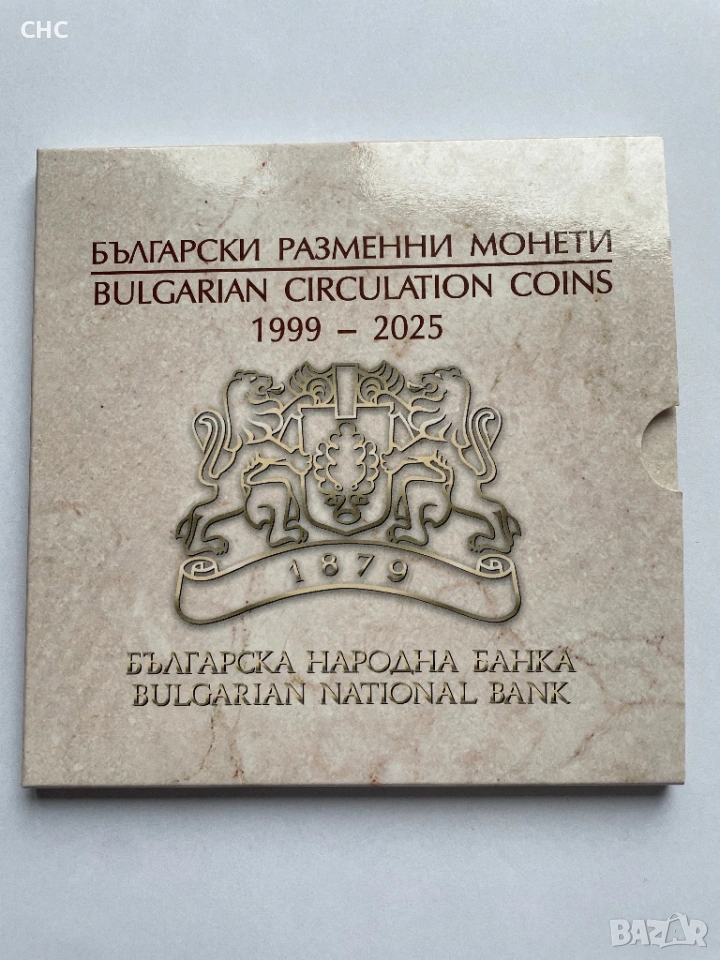 CHC
БЪЛГАРСКИ РАЗМЕННИ МОНЕТИ
BULGARIAN CIRCULATION COINS
1999 – 2025
1879
БЪЛГАРСКА НАРОДНА БАНКА
BULGARIAN NATIONAL BANK
BAZAR